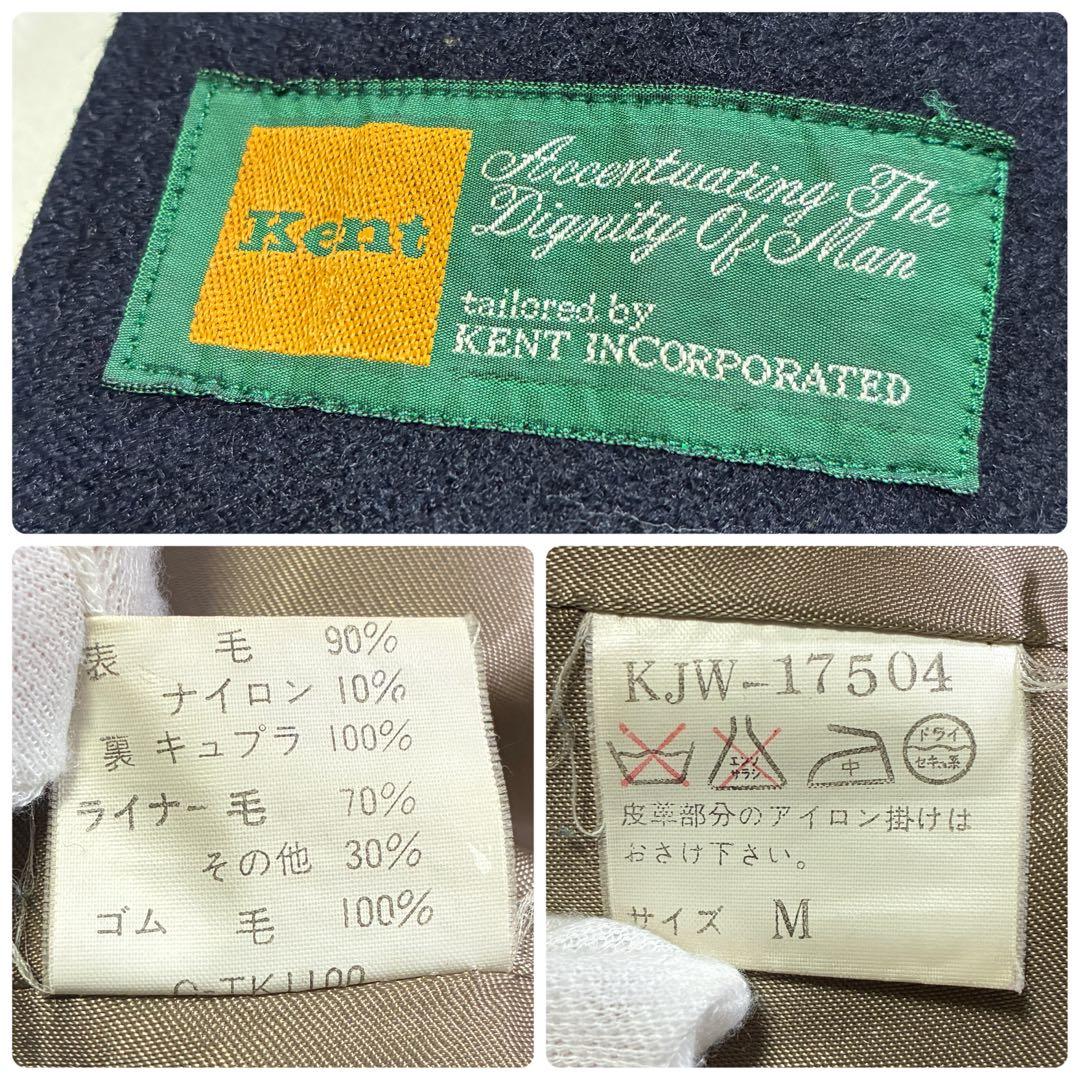 Kent
Accentuating The
Dignity Of Man
tailored by
KENT INCORPORATED
表 毛 90%
ナイロン 10%
裏 キュプラ 100%
ライナー 毛 70%
その他 30%
ゴム 毛 100%
KJW-17504
エンソ
サラシ
中
ドライ
セキユ系
皮革部分のアイロン掛けは
おさけ下さい。
サイズ M